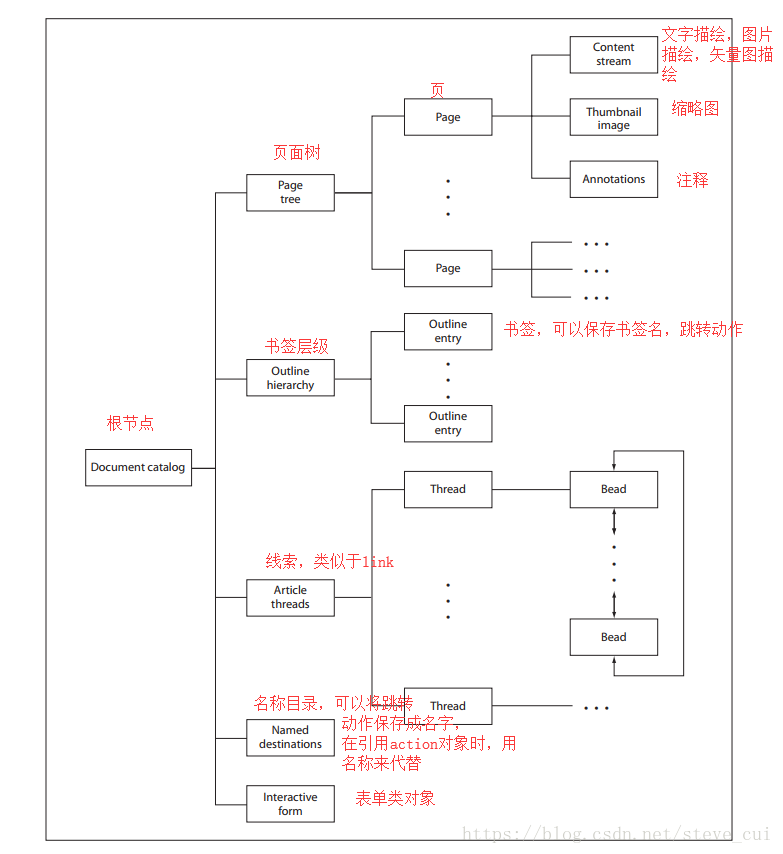 Content
stream
文字描绘，图片
描绘，矢量图描
绘
页
Page
Thumbnail
image
缩略图
页面树
Page
tree
Annotations
注释
Page
书签层级
Outline
hierarchy
Outline
entry
书签，可以保存书签名，跳转动作
Outline
entry
根节点
Document catalog
Thread
Bead
线索，类似于link
Article
threads
Bead
Thread
名称目录，可以将跳转
动作保存成名字，
在引用action对象时，用
名称来代替
Named
destinations
Interactive
form
表单类对象
https://blog.csdn.net/steve_cui